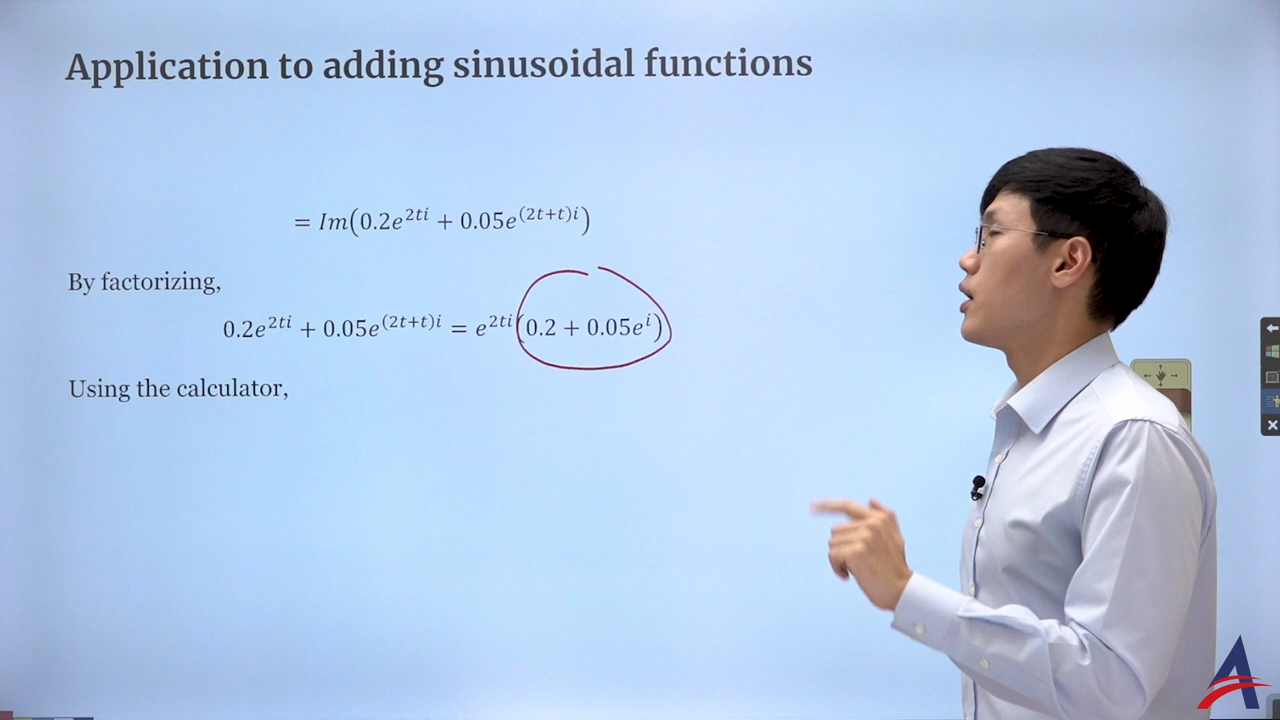 Application to adding sinusoidal functions
= Im(0.2e^{2ti} + 0.05e^{(2t+t)i})
By factorizing,
0.2e^{2ti} + 0.05e^{(2t+t)i} = e^{2ti}(0.2 + 0.05e^{i})
Using the calculator,